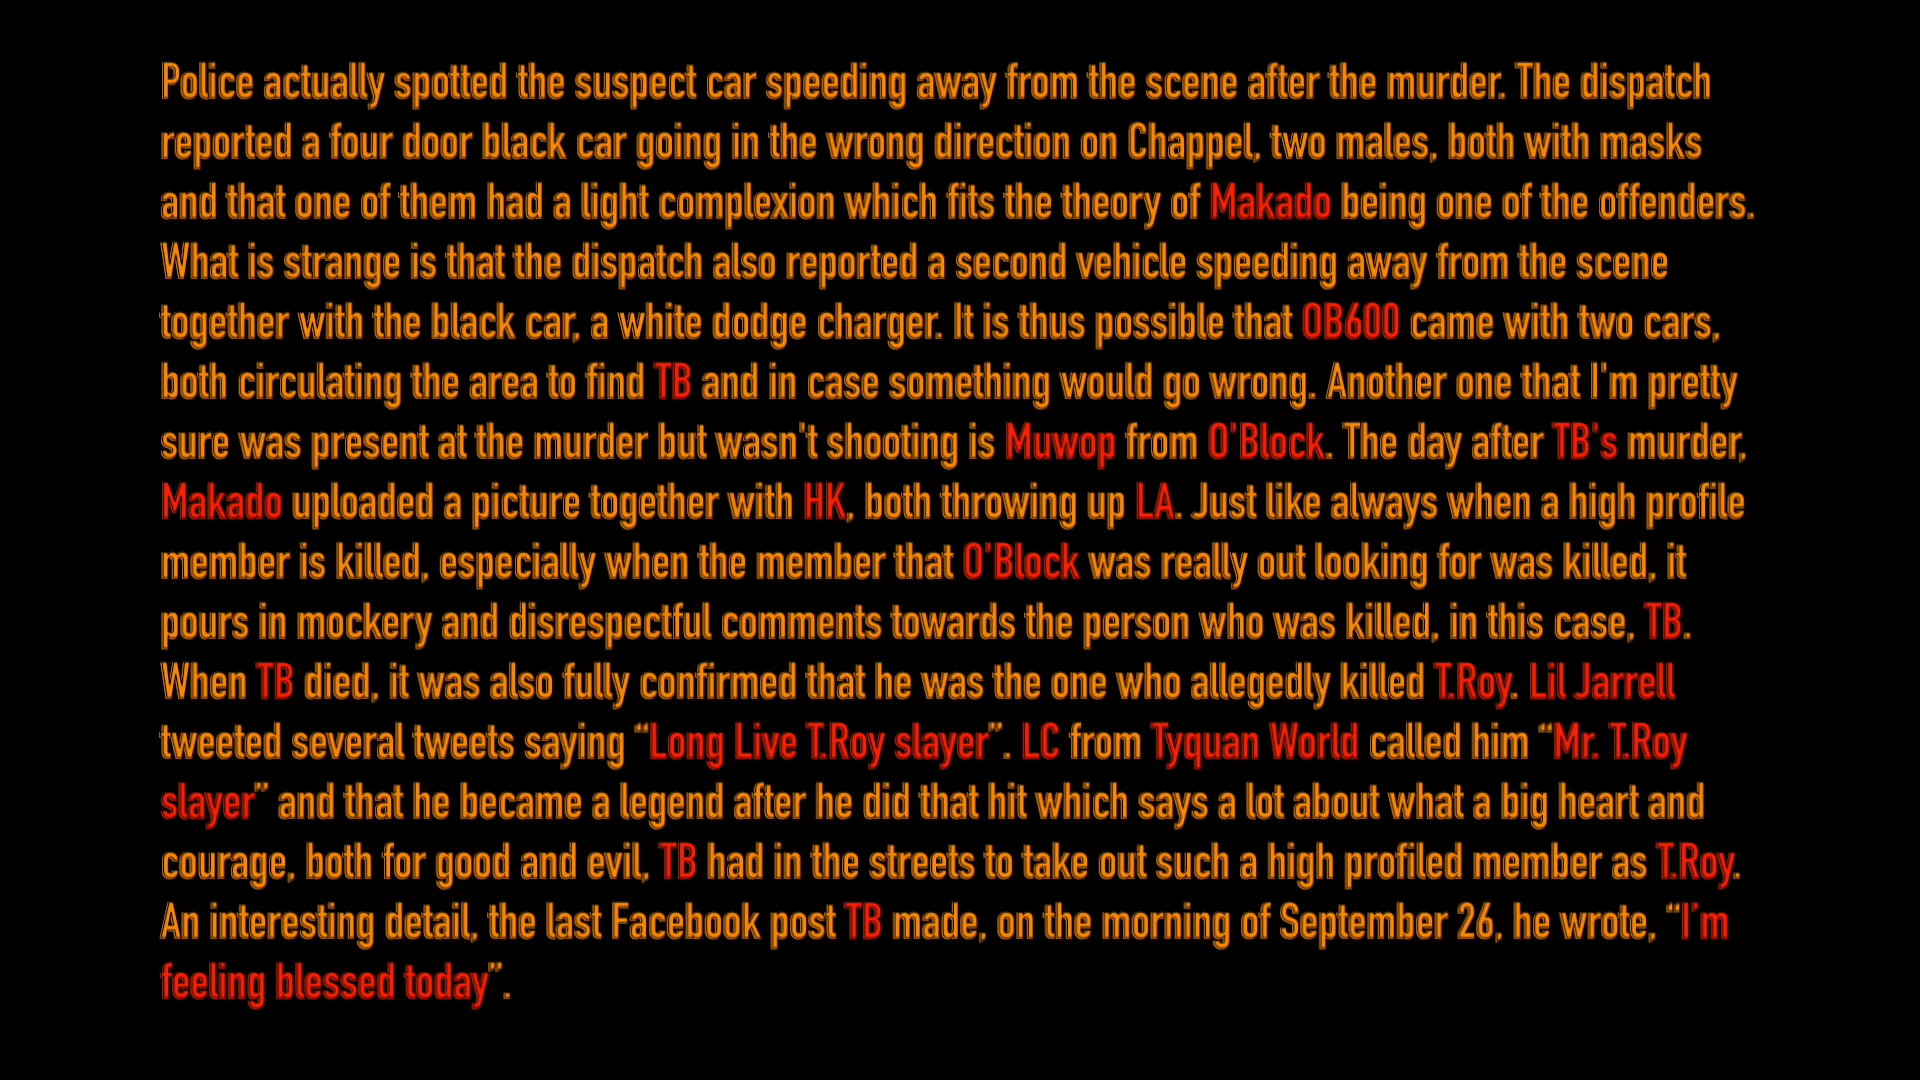 Police actually spotted the suspect car speeding away from the scene after the murder. The dispatch
reported a four door black car going in the wrong direction on Chappel, two males, both with masks
and that one of them had a light complexion which fits the theory of Makado being one of the offenders.
What is strange is that the dispatch also reported a second vehicle speeding away from the scene
together with the black car, a white dodge charger. It is thus possible that OB600 came with two cars,
both circulating the area to find TB and in case something would go wrong. Another one that I'm pretty
sure was present at the murder but wasn't shooting is Muwop from O'Block. The day after TB's murder,
Makado uploaded a picture together with HK, both throwing up LA. Just like always when a high profile
member is killed, especially when the member that O'Block was really out looking for was killed, it
pours in mockery and disrespectful comments towards the person who was killed, in this case, TB.
When TB died, it was also fully confirmed that he was the one who allegedly killed T.Roy. Lil Jarrell
tweeted several tweets saying “Long Live T.Roy slayer”. LC from Tyquan World called him “Mr. T.Roy
slayer” and that he became a legend after he did that hit which says a lot about what a big heart and
courage, both for good and evil, TB had in the streets to take out such a high profiled member as T.Roy.
An interesting detail, the last Facebook post TB made, on the morning of September 26, he wrote, “I’m
feeling blessed today”.